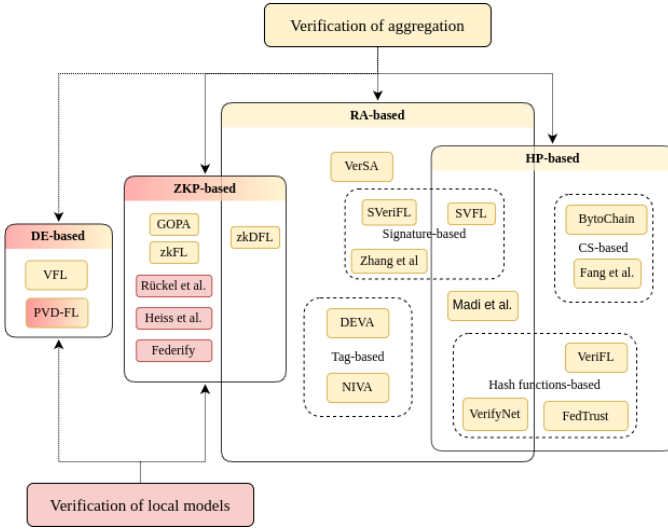 Verification of aggregation
RA-based
HP-based
VerSA
ZKP-based
SVeriFL
SVFL
BytoChain
GOPA
zkDFL
Signature-based
CS-based
DE-based
zkFL
Zhang et al
Fang et al.
VFL
Rückel et al.
Madi et al.
PVD-FL
Heiss et al.
DEVA
Federify
Tag-based
VeriFL
NIVA
Hash functions-based
VerifyNet
FedTrust
Verification of local models